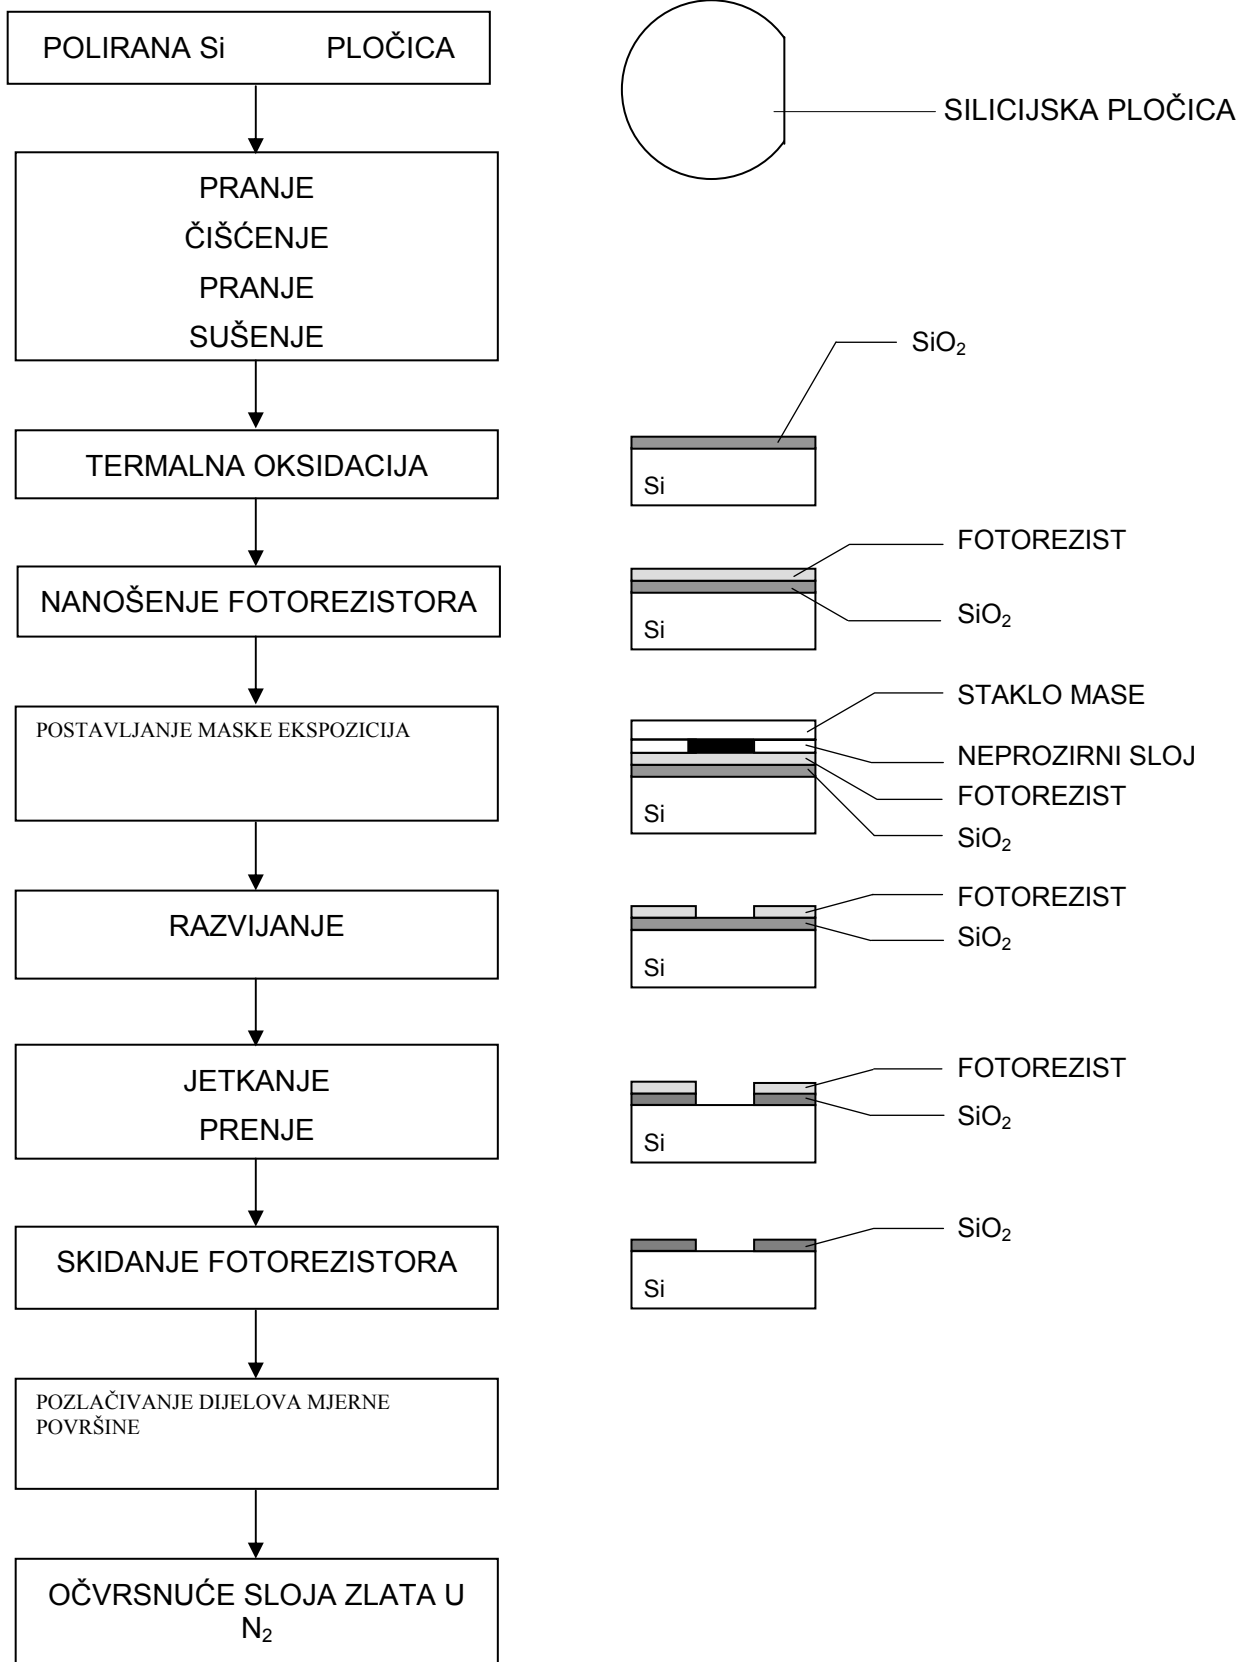 POLIRANA Si PLOČICA
SILICIJSKA PLOČICA
PRANJE
ČIŠĆENJE
PRANJE
SUŠENJE
SiO₂
TERMALNA OKSIDACIJA
Si
FOTOREZIST
NANOŠENJE FOTOREZISTORA
SiO₂
Si
STAKLO MASE
POSTAVLJANJE MASKE EKSPOZICIJA
NEPROZIRNI SLOJ
FOTOREZIST
Si
SiO₂
FOTOREZIST
RAZVIJANJE
SiO₂
Si
FOTOREZIST
JETKANJE
SiO₂
PRENJE
Si
SiO₂
SKIDANJE FOTOREZISTORA
Si
POZLAČIVANJE DIJELOVA MJERNE
POVRŠINE
OČVRSNUĆE SLOJA ZLATA U
N₂